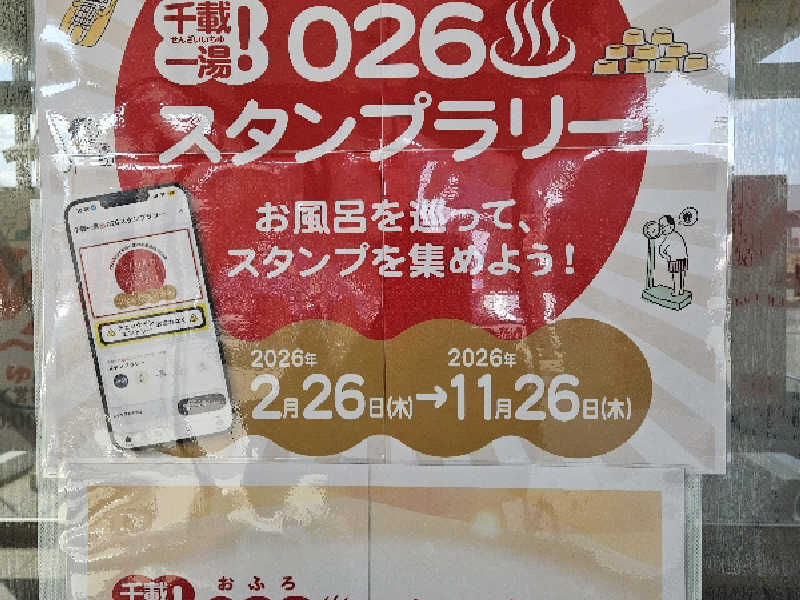 千載
せんざいいちゆ
一湯!
026
スタンプラリー
お風呂を巡って、
スタンプを集めよう!
2026年
2月26日(木)→
2026年
11月26日(木)
おふろ
千載!